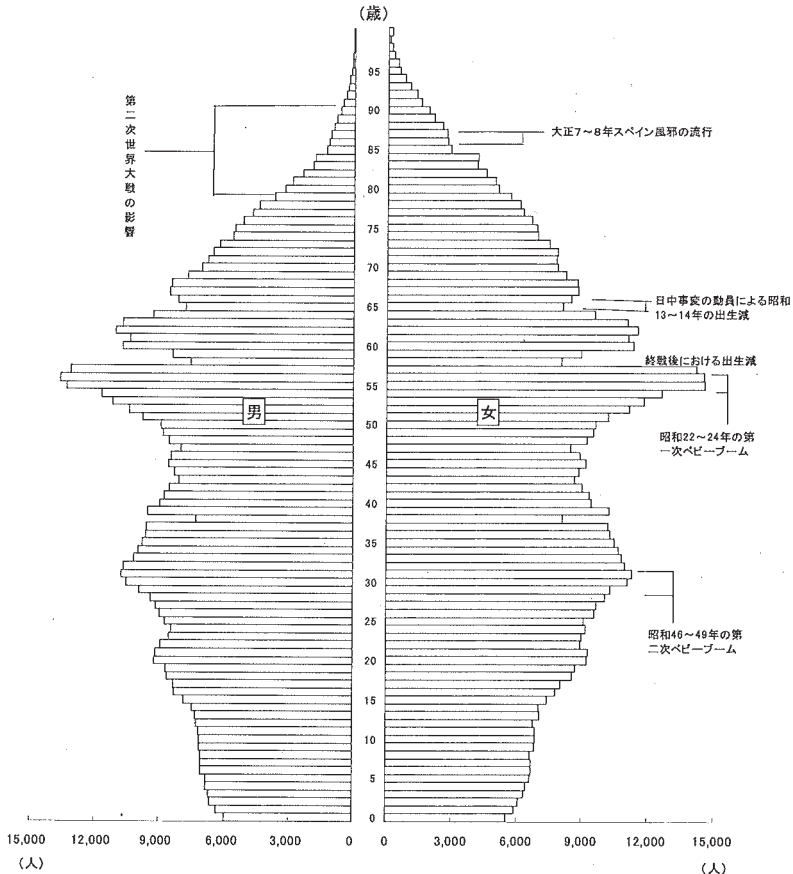 (歳)
95
90
85
80
75
70
65
60
55
50
45
40
35
30
25
20
15
10
5
0
第二次世界大戦の影響
大正7〜8年スペイン風邪の流行
日中事変の動員による昭和
13〜14年の出生減
終戦後における出生減
男
女
昭和22〜24年の第
一次ベビーブーム
昭和46〜49年の第
二次ベビーブーム
15,000
12,000
9,000
6,000
3,000
0
0
3,000
6,000
9,000
12,000
15,000
(人)
(人)